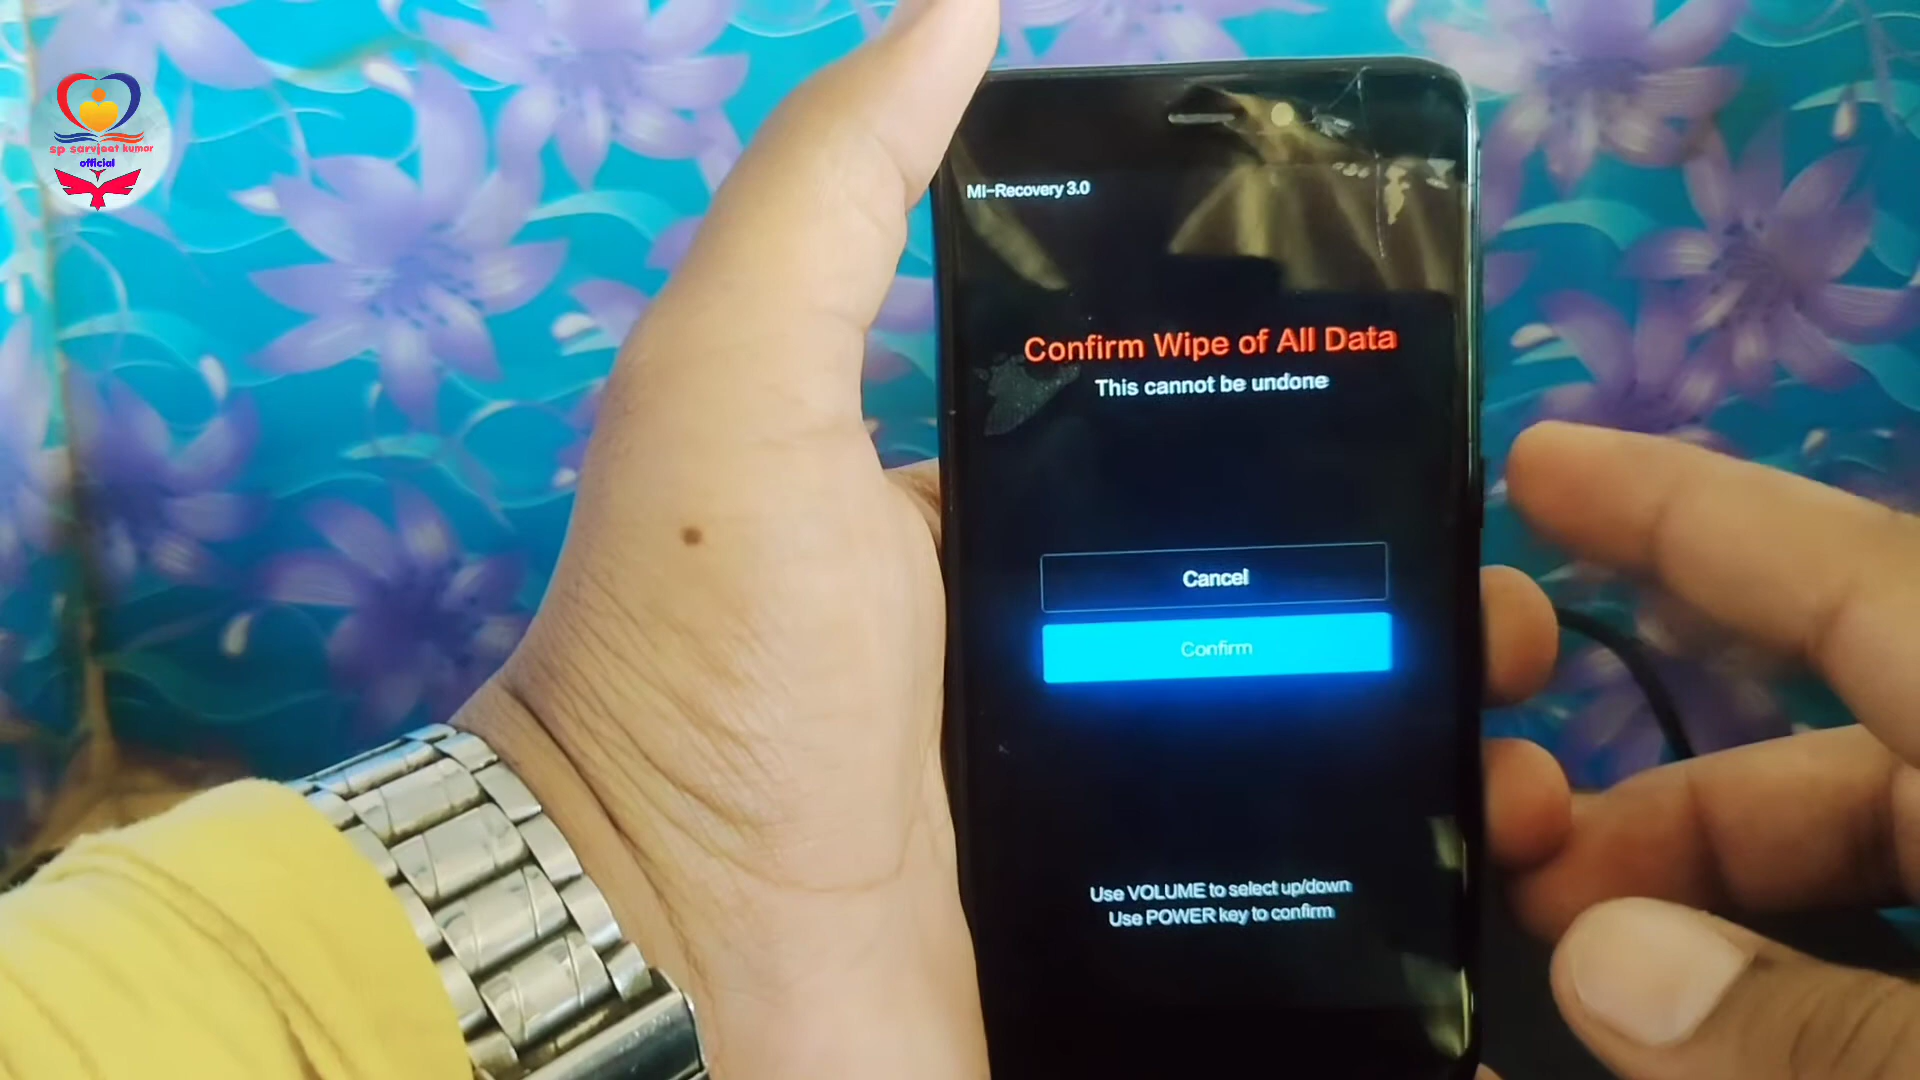 sp sarvjeet kumar
official
MI-Recovery 3.0
Confirm Wipe of All Data
This cannot be undone
Cancel
Confirm
Use VOLUME to select up/down
Use POWER key to confirm